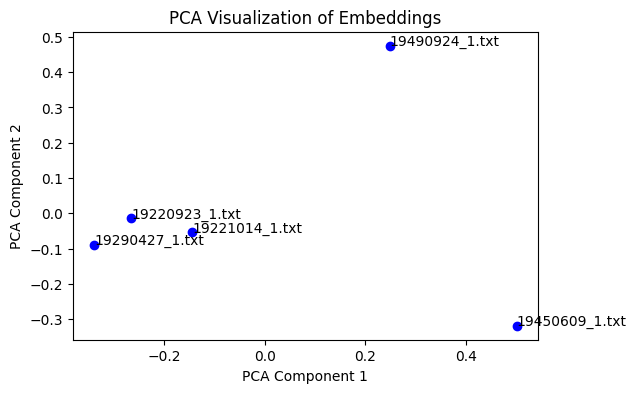 PCA Visualization of Embeddings
PCA Component 2
0.5
0.4
0.3
0.2
0.1
0.0
−0.1
−0.2
−0.3
19490924_1.txt
19220923_1.txt
19221014_1.txt
19290427_1.txt
19450609_1.txt
−0.2
0.0
0.2
0.4
PCA Component 1